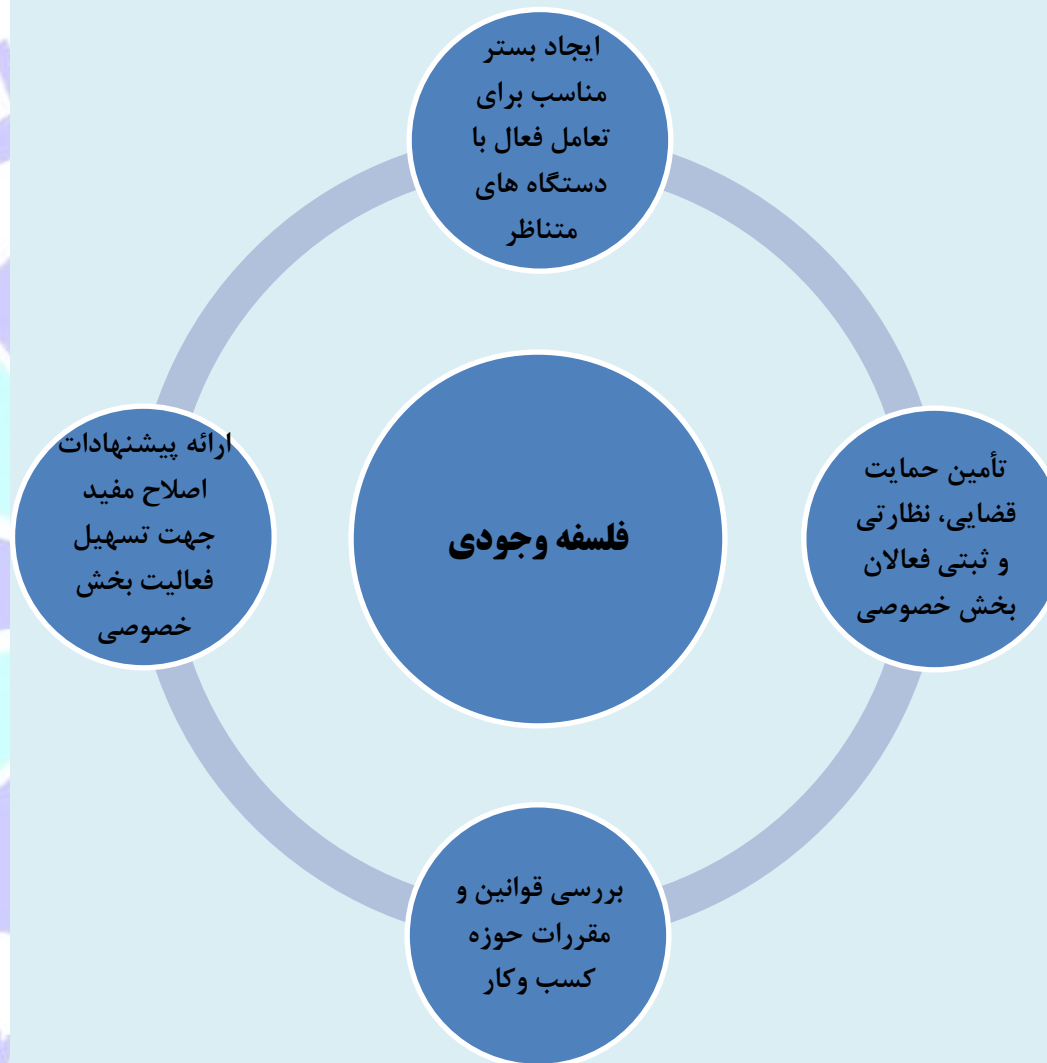 ایجاد بستر
مناسب برای
تعامل فعال با
دستگاه های
متناظر
تأمین حمایت
قضایی، نظارتی
و ثبتی فعالان
بخش خصوصی
بررسی قوانین و
مقررات حوزه
کسب وکار
ارائه پیشنهادات
اصلاح مفید
جهت تسهیل
فعالیت بخش
خصوصی
فلسفه وجودی